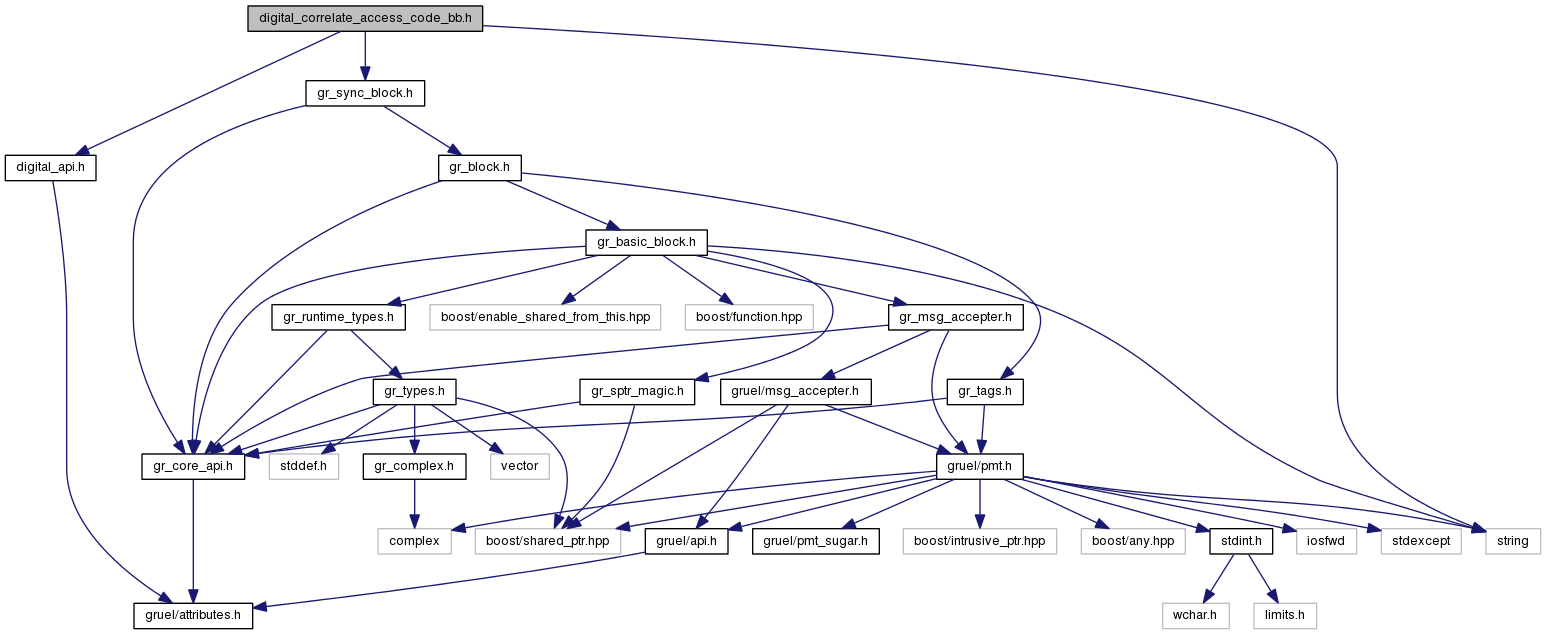 digital_correlate_access_code_bb.h
gr_sync_block.h
digital_api.h
gr_block.h
gr_basic_block.h
gr_runtime_types.h
boost/enable_shared_from_this.hpp
boost/function.hpp
gr_msg_accepter.h
gr_types.h
gr_sptr_magic.h
gruel/msg_accepter.h
gr_tags.h
gr_core_api.h
stddef.h
gr_complex.h
vector
gruel/pmt.h
complex
boost/shared_ptr.hpp
gruel/api.h
gruel/pmt_sugar.h
boost/intrusive_ptr.hpp
boost/any.hpp
stdint.h
iosfwd
stdexcept
string
gruel/attributes.h
wchar.h
limits.h